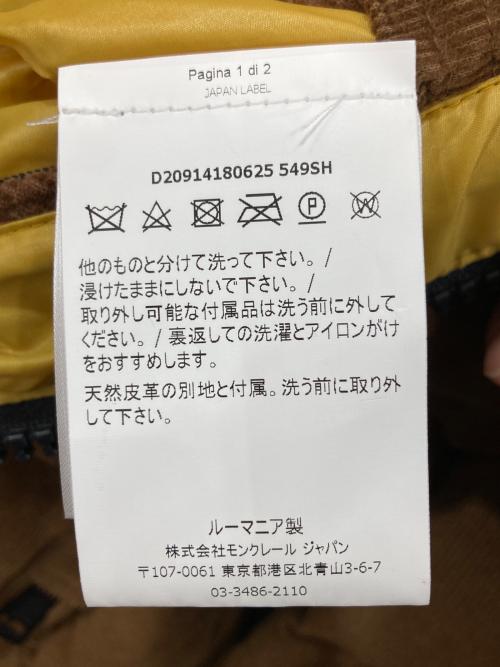 Pagina 1 di 2
JAPAN LABEL
D20914180625 549SH
P
W
他のものと分けて洗って下さい。/
浸けたままにしないで下さい。/
取り外し可能な付属品は洗う前に外して
ください。/ 裏返しての洗濯とアイロンがけ
をおすすめします。
天然皮革の別地と付属。洗う前に取り外
して下さい。
ルーマニア製
株式会社モンクレール ジャパン
〒107-0061 東京都港区北青山3-6-7
03-3486-2110